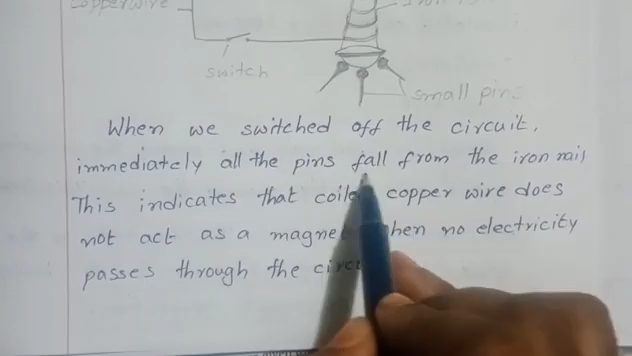 copper wire
switch
small pins
When we switched off the circuit,
immediately all the pins fall from the iron nail
This indicates that coiled copper wire does
not act as a magnet when no electricity
passes through the